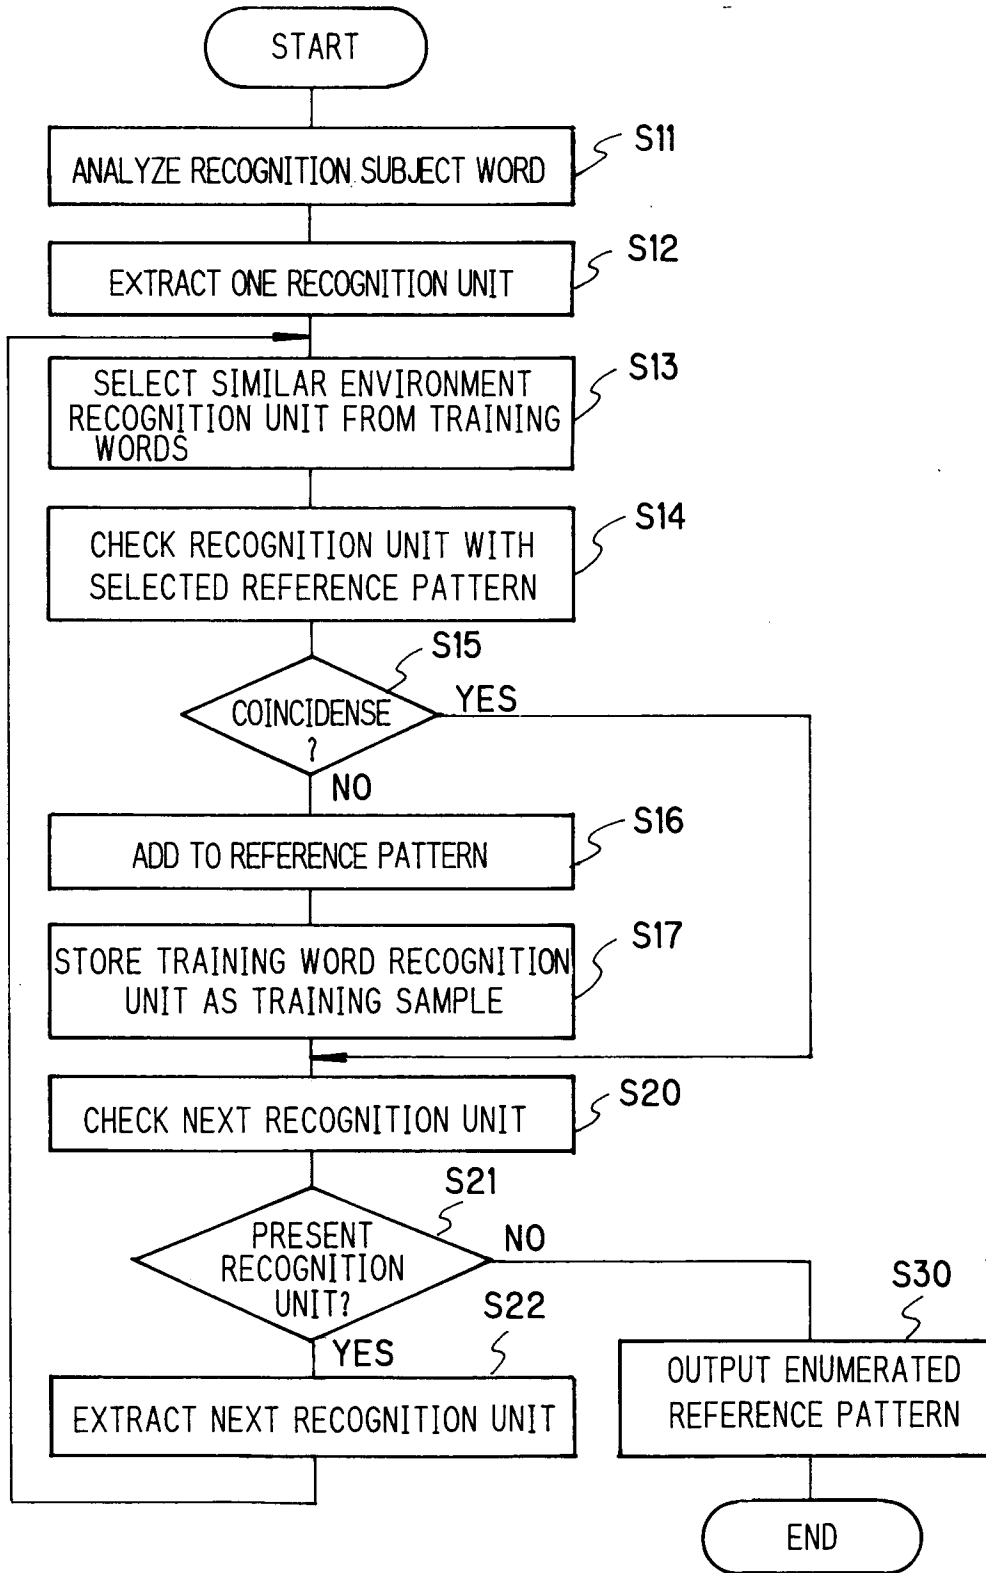 START
S11
ANALYZE RECOGNITION SUBJECT WORD
S12
EXTRACT ONE RECOGNITION UNIT
S13
SELECT SIMILAR ENVIRONMENT
RECOGNITION UNIT FROM TRAINING
WORDS
S14
CHECK RECOGNITION UNIT WITH
SELECTED REFERENCE PATTERN
S15
COINCIDENSE
?
YES
NO
S16
ADD TO REFERENCE PATTERN
S17
STORE TRAINING WORD RECOGNITION
UNIT AS TRAINING SAMPLE
S20
CHECK NEXT RECOGNITION UNIT
S21
PRESENT
RECOGNITION
UNIT?
NO
YES
S22
EXTRACT NEXT RECOGNITION UNIT
S30
OUTPUT ENUMERATED
REFERENCE PATTERN
END